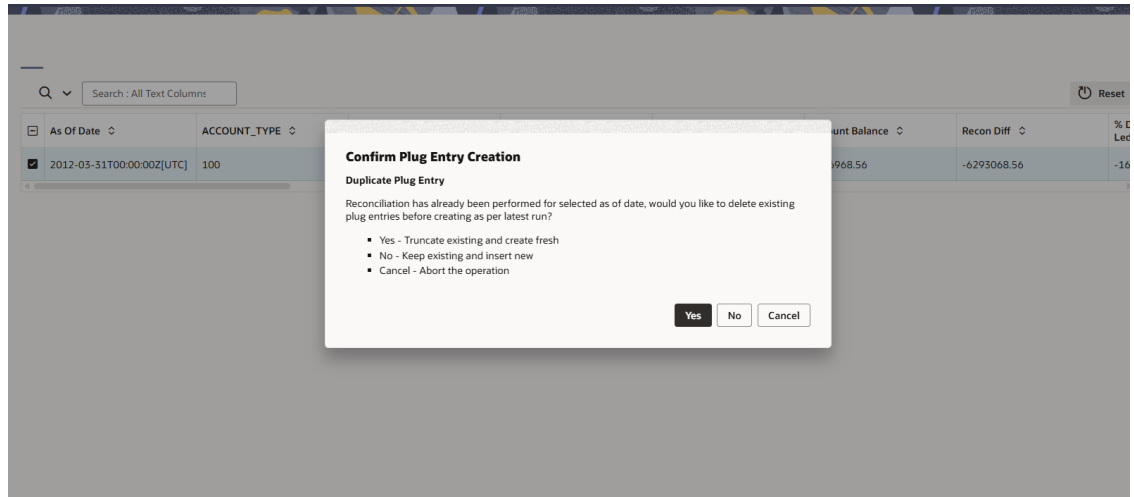 Search : All Text Columns
Reset
As Of Date
ACCOUNT_TYPE
unt Balance
Recon Diff
% D
Led
2012-03-31T00:00:00Z[UTC]
100
968.56
-6293068.56
-16
Confirm Plug Entry Creation
Duplicate Plug Entry
Reconciliation has already been performed for selected as of date, would you like to delete existing
plug entries before creating as per latest run?
Yes - Truncate existing and create fresh
No - Keep existing and insert new
Cancel - Abort the operation
Yes
No
Cancel